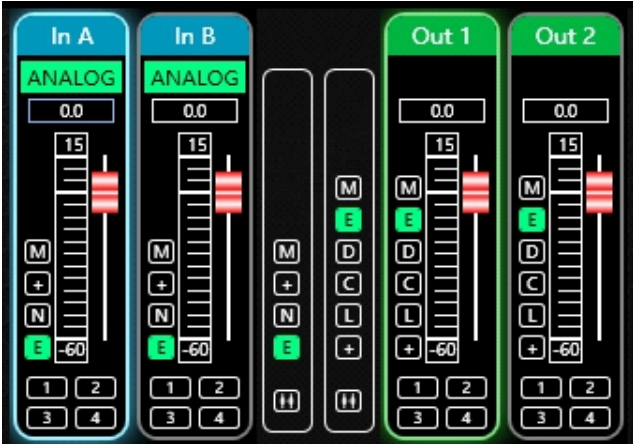 In A In B Out 1 Out 2
ANALOG ANALOG
0.0 0.0 0.0 0.0
15 15 15 15
M M M M
E E E
M M M D D D
+ + + C C C
N N N L L L
E -60 E -60 E + + -60 + -60
1 2 1 2 1 2 1 2
3 4 3 4 3 4 3 4